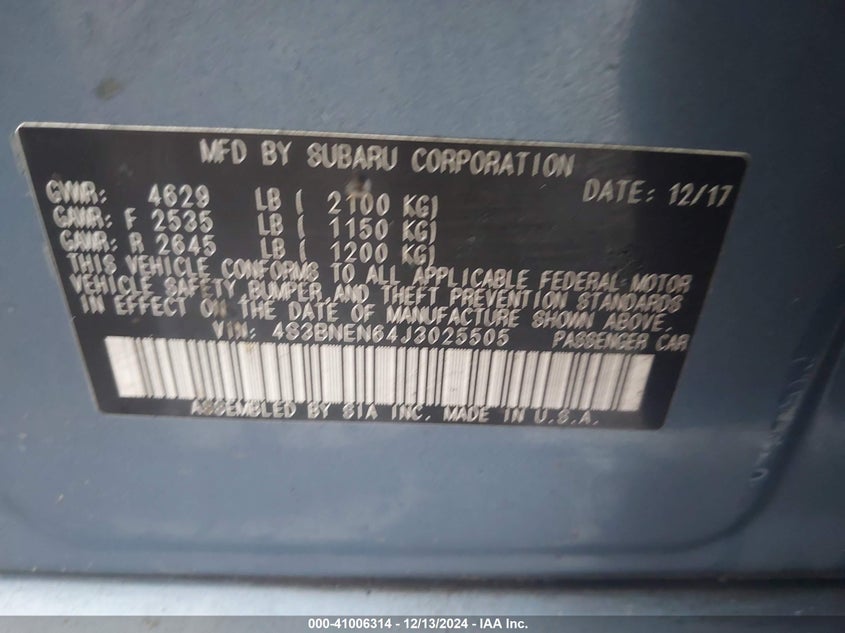 MFD BY SUBARU CORPORATION
GVWR: 4629 LB ( 2100 KG) DATE: 12/17
GAWR: F 2535 LB ( 1150 KG)
GAWR: R 2645 LB ( 1200 KG)
THIS VEHICLE CONFORMS TO ALL APPLICABLE FEDERAL MOTOR
VEHICLE SAFETY, BUMPER, AND THEFT PREVENTION STANDARDS
IN EFFECT ON THE DATE OF MANUFACTURE SHOWN ABOVE.
VIN: 4S3BNEN64J3025505 PASSENGER CAR
ASSEMBLED BY SIA INC. MADE IN U.S.A.
000-41006314 - 12/13/2024 - IAA Inc.